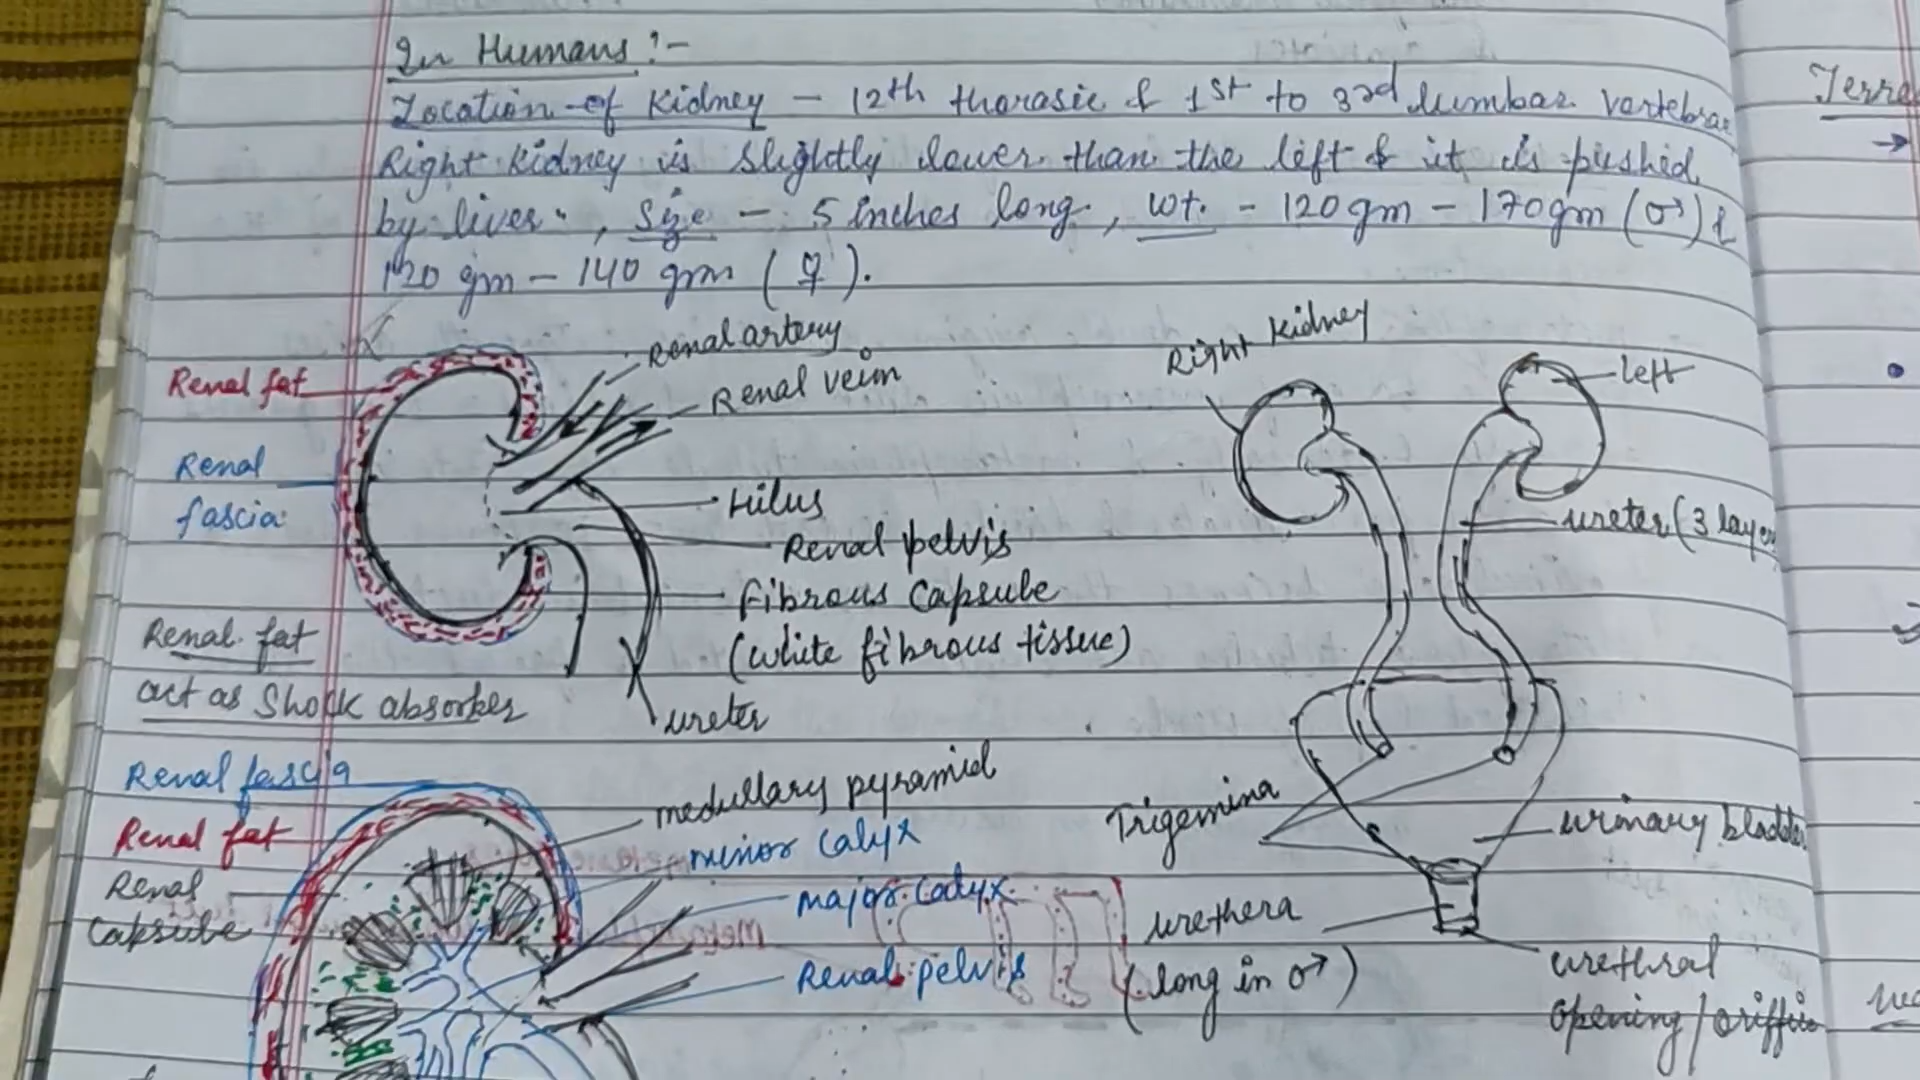 In Humans :-
Location of Kidney - 12th thorasic & 1st to 3rd lumbar vertebrae
Right Kidney is slightly lower than the left & it is pushed
by liver. , Size - 5 inches long, wt. - 120gm - 170gm (♂) &
120 gm - 140 gm (♀).
Renal artery
Renal vein
Renal fat
Renal
fascia
Hilus
Renal pelvis
Fibrous Capsule
(white fibrous tissue)
ureter
Renal fat
act as Shock absorber
Right Kidney
left
ureter (3 layer
Trigemina
urinary bladder
urethera
(long in ♂)
urethral
opening/oriffice
Renal fascia
Renal fat
Renal
Capsule
medullary pyramid
minor Calyx
major Calyx
Renal pelvis
Terre